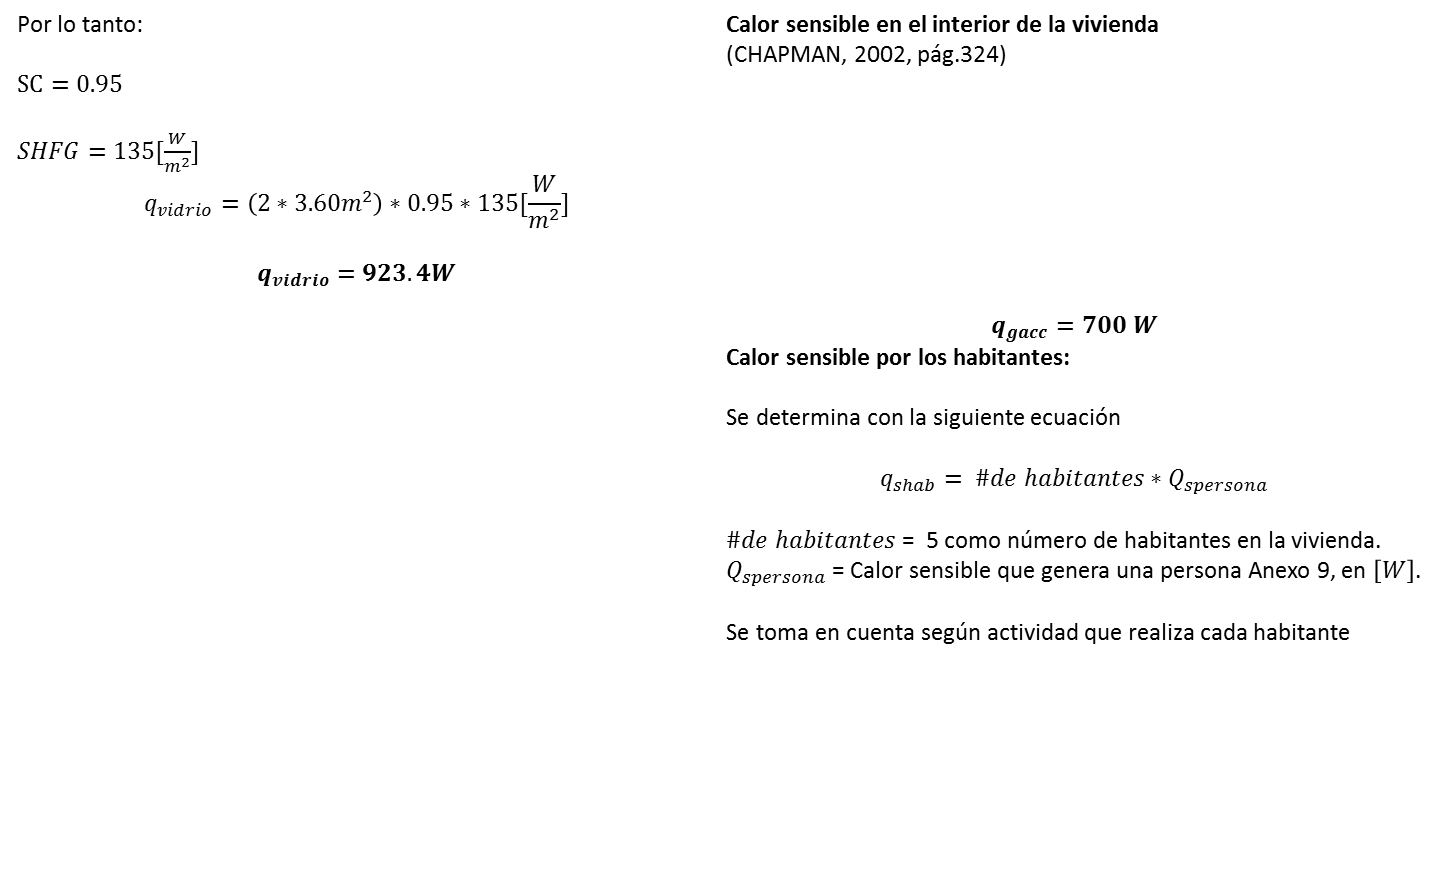 Por lo tanto:
SC = 0.95
SHFG = 135[W/m²]
q_vidrio = (2 * 3.60m²) * 0.95 * 135[W/m²]
q_vidrio = 923.4W
Calor sensible en el interior de la vivienda
(CHAPMAN, 2002, pág.324)
q_gacc = 700 W
Calor sensible por los habitantes:
Se determina con la siguiente ecuación
q_shab = #de habitantes * Q_spersona
#de habitantes = 5 como número de habitantes en la vivienda.
Q_spersona = Calor sensible que genera una persona Anexo 9, en [W].
Se toma en cuenta según actividad que realiza cada habitante